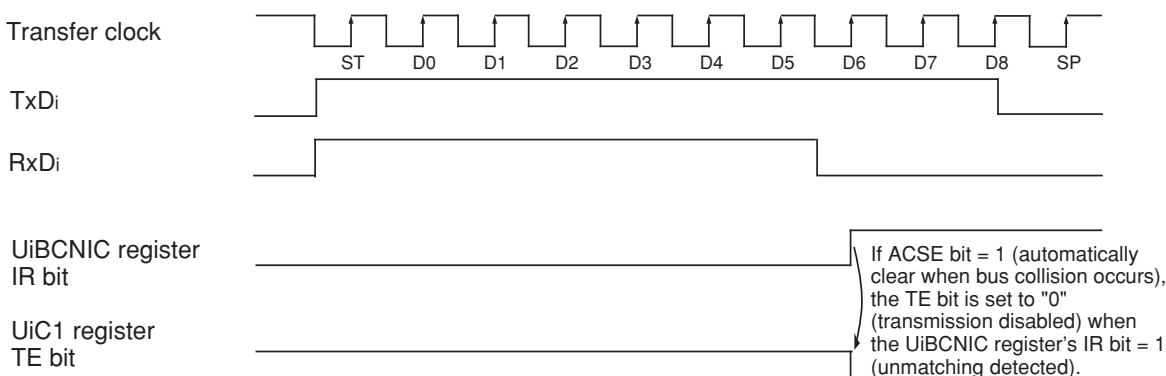 Transfer clock
ST D0 D1 D2 D3 D4 D5 D6 D7 D8 SP
TxDi
RxDi
UiBCNIC register
IR bit
If ACSE bit = 1 (automatically
clear when bus collision occurs),
the TE bit is set to "0"
(transmission disabled) when
the UiBCNIC register's IR bit = 1
(unmatching detected).
UiC1 register
TE bit